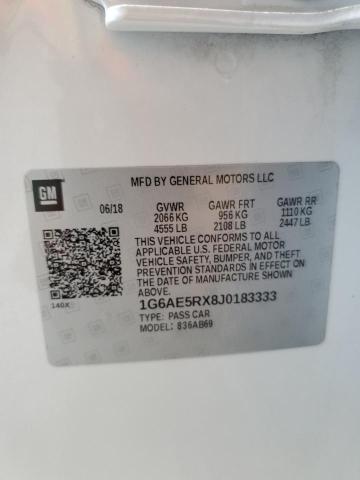 GM
MFD BY GENERAL MOTORS LLC
06/18 GVWR GAWR FRT GAWR RR
2066 KG 956 KG 1110 KG
4555 LB 2108 LB 2447 LB
THIS VEHICLE CONFORMS TO ALL
APPLICABLE U.S. FEDERAL MOTOR
VEHICLE SAFETY, BUMPER, AND THEFT
PREVENTION STANDARDS IN EFFECT
ON THE DATE OF MANUFACTURE SHOWN
ABOVE.
140X 1G6AE5RX8J0183333
TYPE: PASS CAR
MODEL: 836AB69